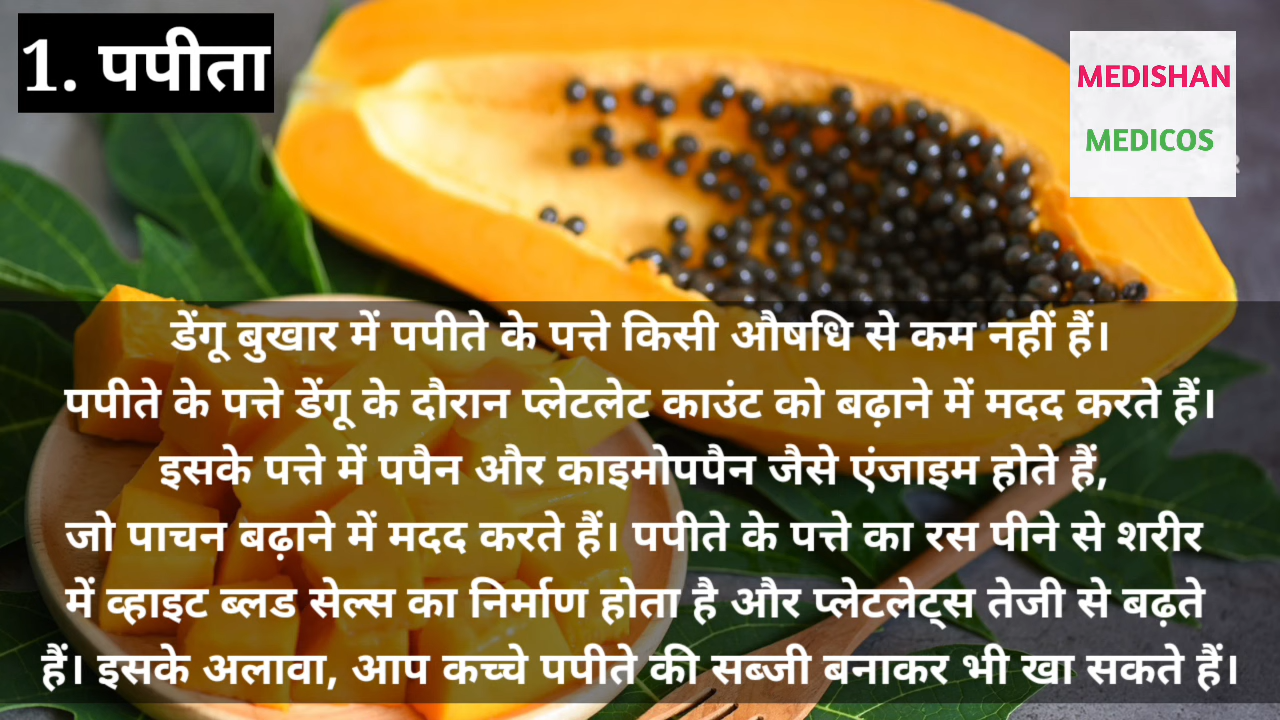 1. पपीता
MEDISHAN
MEDICOS
डेंगू बुखार में पपीते के पत्ते किसी औषधि से कम नहीं हैं।
पपीते के पत्ते डेंगू के दौरान प्लेटलेट काउंट को बढ़ाने में मदद करते हैं।
इसके पत्ते में पपैन और काइमोपपैन जैसे एंजाइम होते हैं,
जो पाचन बढ़ाने में मदद करते हैं। पपीते के पत्ते का रस पीने से शरीर
में व्हाइट ब्लड सेल्स का निर्माण होता है और प्लेटलेट्स तेजी से बढ़ते
हैं। इसके अलावा, आप कच्चे पपीते की सब्जी बनाकर भी खा सकते हैं।